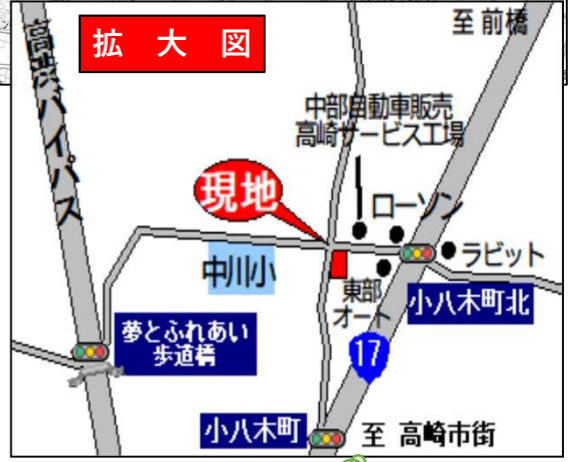 拡 大 図
至 前橋
高渋バイパス
中部自動車販売
高崎サービス工場
現地
ローソン
ラビット
中川小
東部
オート
小八木町北
夢とふれあい
歩道橋
17
小八木町
至 高崎市街